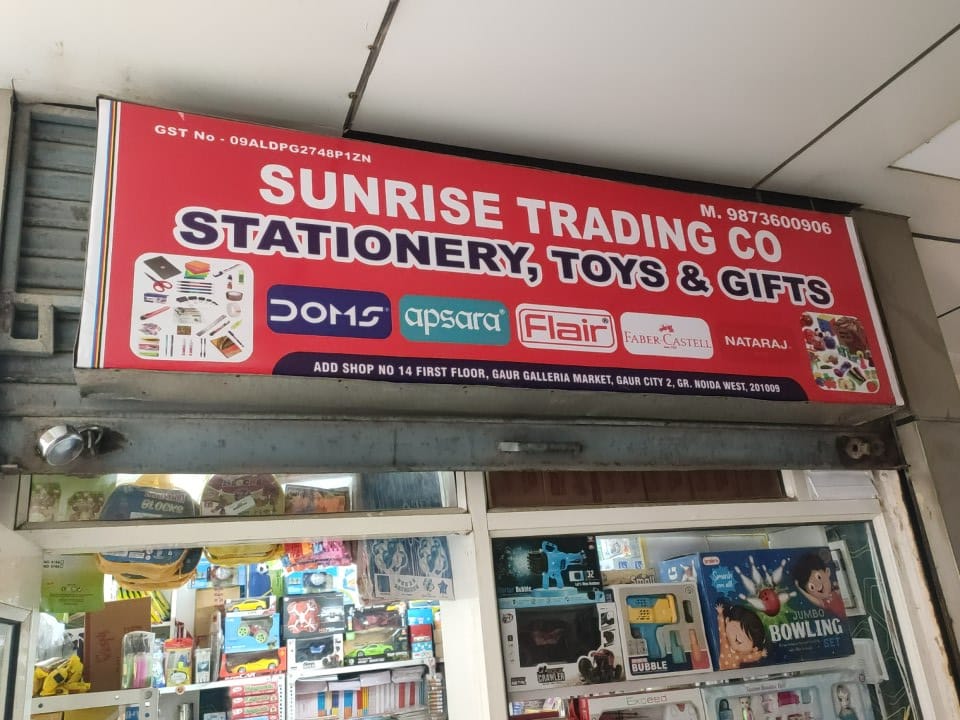 GST No - 09ALDPG2748P1ZN
SUNRISE TRADING CO
M. 9873600906
STATIONERY, TOYS & GIFTS
DOMS
apsara
Flair
FABER-CASTELL
NATARAJ
ADD SHOP NO 14 FIRST FLOOR, GAUR GALLERIA MARKET, GAUR CITY 2, GR. NOIDA WEST, 201009
BLOCKS
BUBBLE
CRAWLER
BUBBLE
JUMBO
BOWLING
SET
Exceed